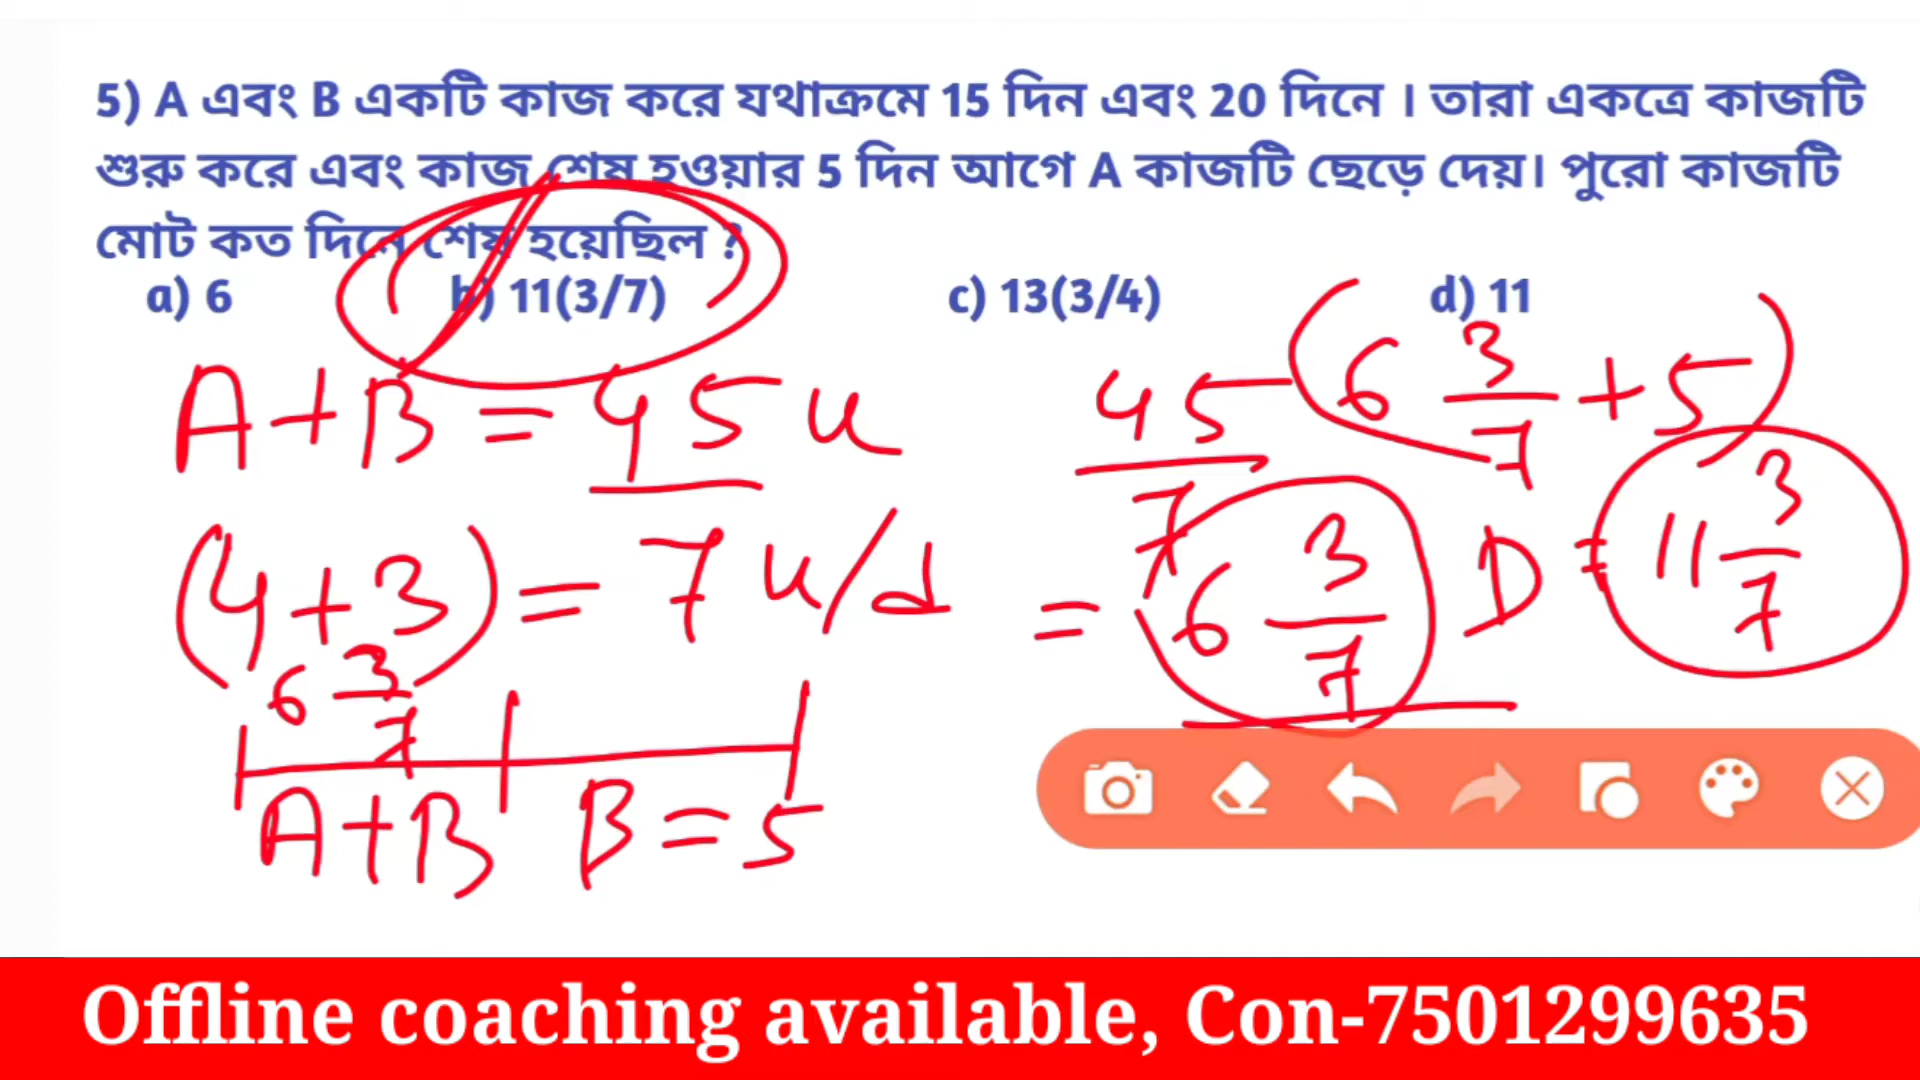 5) A এবং B একটি কাজ করে যথাক্রমে 15 দিন এবং 20 দিনে । তারা একত্রে কাজটি
শুরু করে এবং কাজ শেষ হওয়ার 5 দিন আগে A কাজটি ছেড়ে দেয়। পুরো কাজটি
মোট কত দিনে শেষ হয়েছিল ?
a) 6 b) 11(3/7) c) 13(3/4) d) 11
A+B = 45 u
(4+3) = 7 u/d
6 3/7
A+B B = 5
45/7 (6 3/7 + 5)
= 6 3/7 D = 11 3/7
Offline coaching available, Con-7501299635